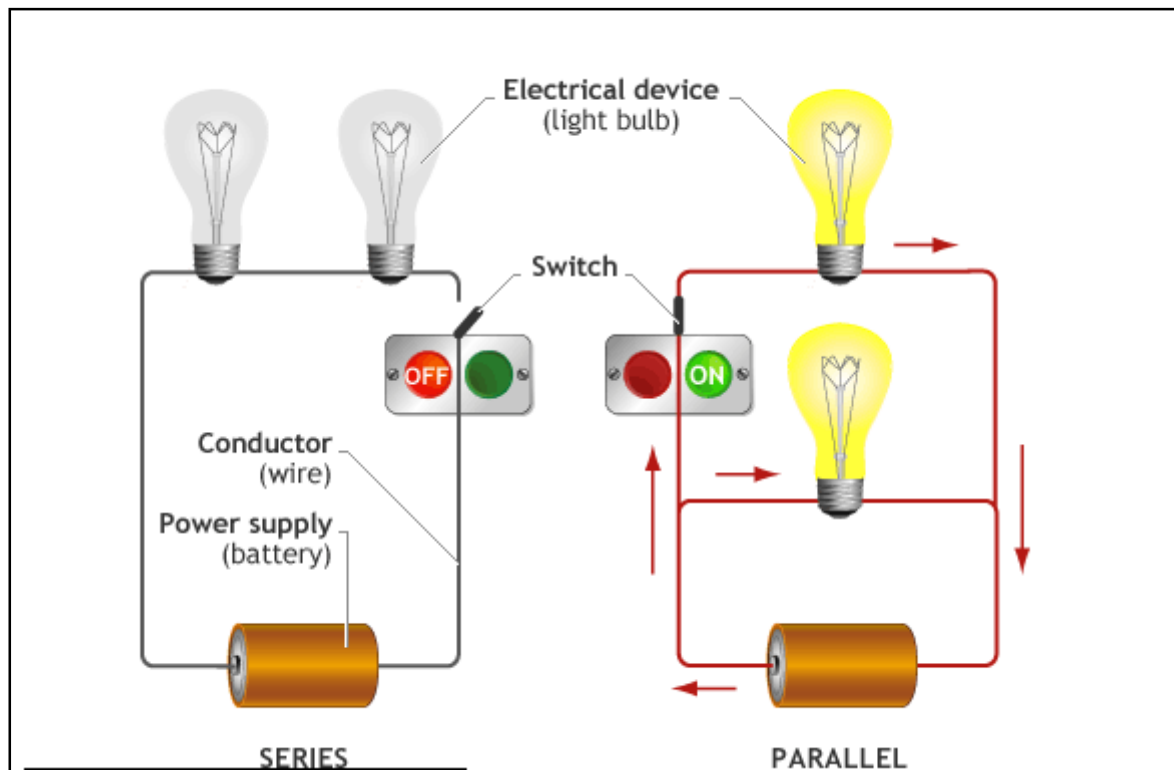 Electrical device
(light bulb)
Switch
OFF
ON
Conductor
(wire)
Power supply
(battery)
SERIES
PARALLEL